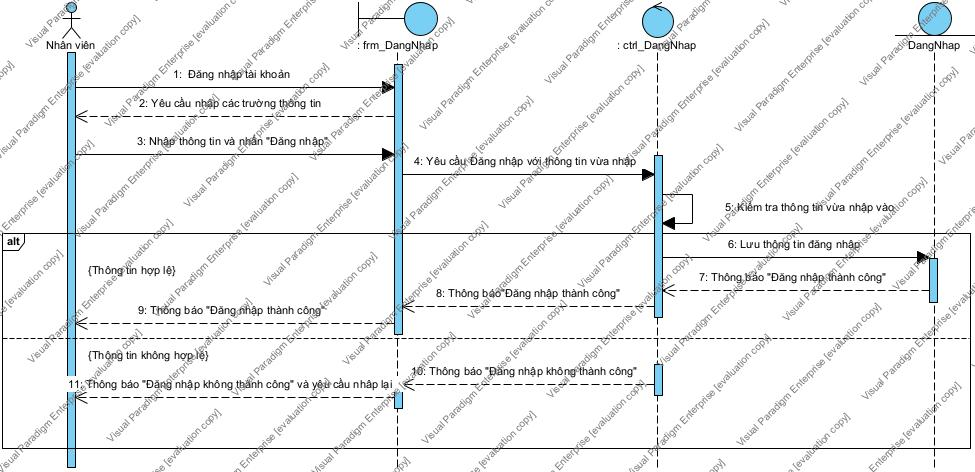 Nhân viên
: frm_DangNhap
: ctrl_DangNhap
DangNhap
1: Đăng nhập tài khoản
2: Yêu cầu nhập các trường thông tin
3: Nhập thông tin và nhấn "Đăng nhập"
4: Yêu cầu Đăng nhập với thông tin vừa nhập
5: Kiểm tra thông tin vừa nhập vào
alt
6: Lưu thông tin đăng nhập
{Thông tin hợp lệ}
7: Thông báo "Đăng nhập thành công"
8: Thông báo"Đăng nhập thành công"
9: Thông báo "Đăng nhập thành công"
{Thông tin không hợp lệ}
10: Thông báo "Đăng nhập không thành công"
11: Thông báo "Đăng nhập không thành công" và yêu cầu nhập lại
Visual Paradigm Enterprise [evaluation copy]